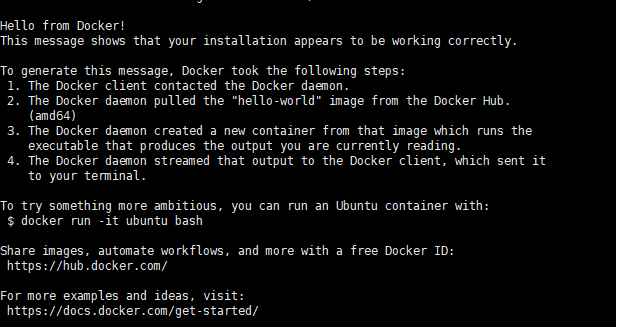 Hello from Docker!
This message shows that your installation appears to be working correctly.
To generate this message, Docker took the following steps:
1. The Docker client contacted the Docker daemon.
2. The Docker daemon pulled the "hello-world" image from the Docker Hub.
(amd64)
3. The Docker daemon created a new container from that image which runs the
executable that produces the output you are currently reading.
4. The Docker daemon streamed that output to the Docker client, which sent it
to your terminal.
To try something more ambitious, you can run an Ubuntu container with:
$ docker run -it ubuntu bash
Share images, automate workflows, and more with a free Docker ID:
https://hub.docker.com/
For more examples and ideas, visit:
https://docs.docker.com/get-started/